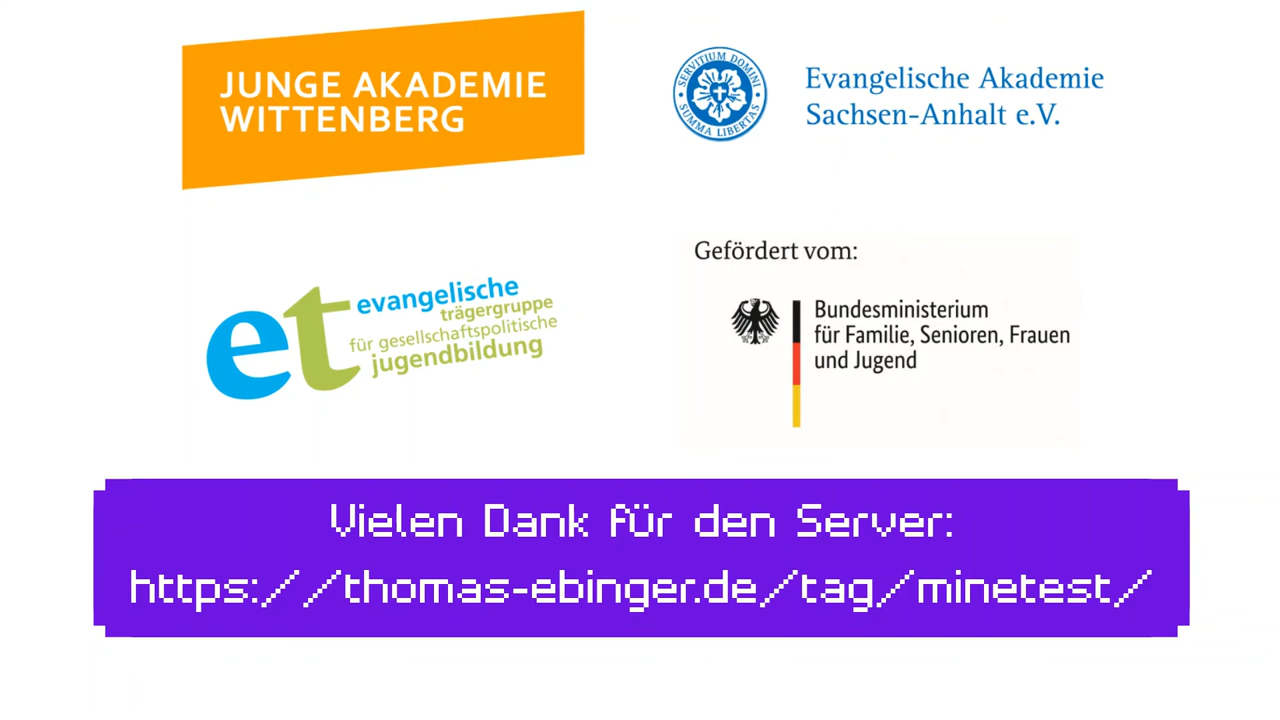 JUNGE AKADEMIE
WITTENBERG
SERVITIUM DOMINI
SUMMA LIBERTAS
Evangelische Akademie
Sachsen-Anhalt e.V.
et
evangelische
trägergruppe
für gesellschaftspolitische
jugendbildung
Gefördert vom:
Bundesministerium
für Familie, Senioren, Frauen
und Jugend
Vielen Dank für den Server:
https://thomas-ebinger.de/tag/minetest/